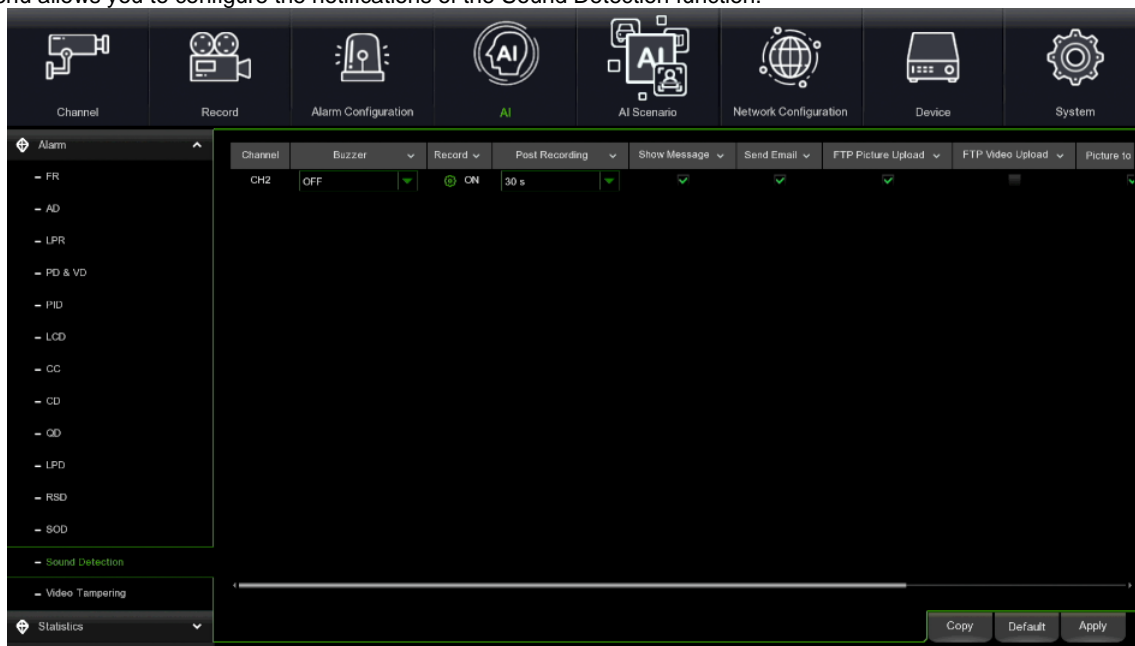 allows you to configure the notifications of the Sound Detection function.
Channel Record Alarm Configuration AI AI Scenario Network Configuration Device System
AI
Alarm
Channel Buzzer Record Post Recording Show Message Send Email FTP Picture Upload FTP Video Upload Picture to
CH2 OFF ON 30 s
FR
AD
LPR
PD & VD
PID
LCD
CC
CD
QD
LPD
RSD
SOD
Sound Detection
Video Tampering
Statistics
Copy Default Apply